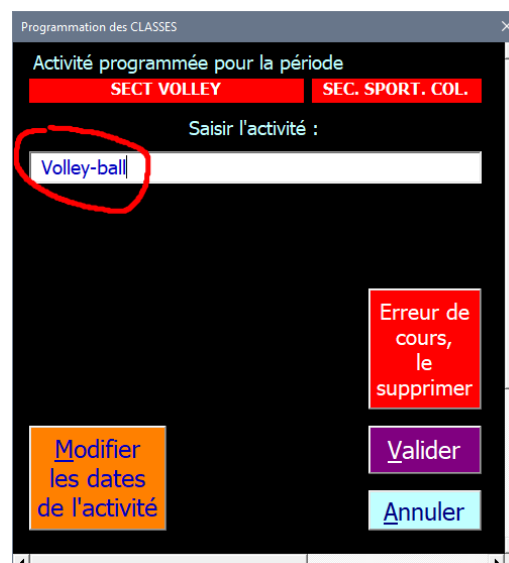 Programmation des CLASSES
Activité programmée pour la période
SECT VOLLEY SEC. SPORT. COL.
Saisir l'activité :
Volley-ball
Erreur de
cours,
le
supprimer
Modifier
les dates
de l'activité
Valider
Annuler